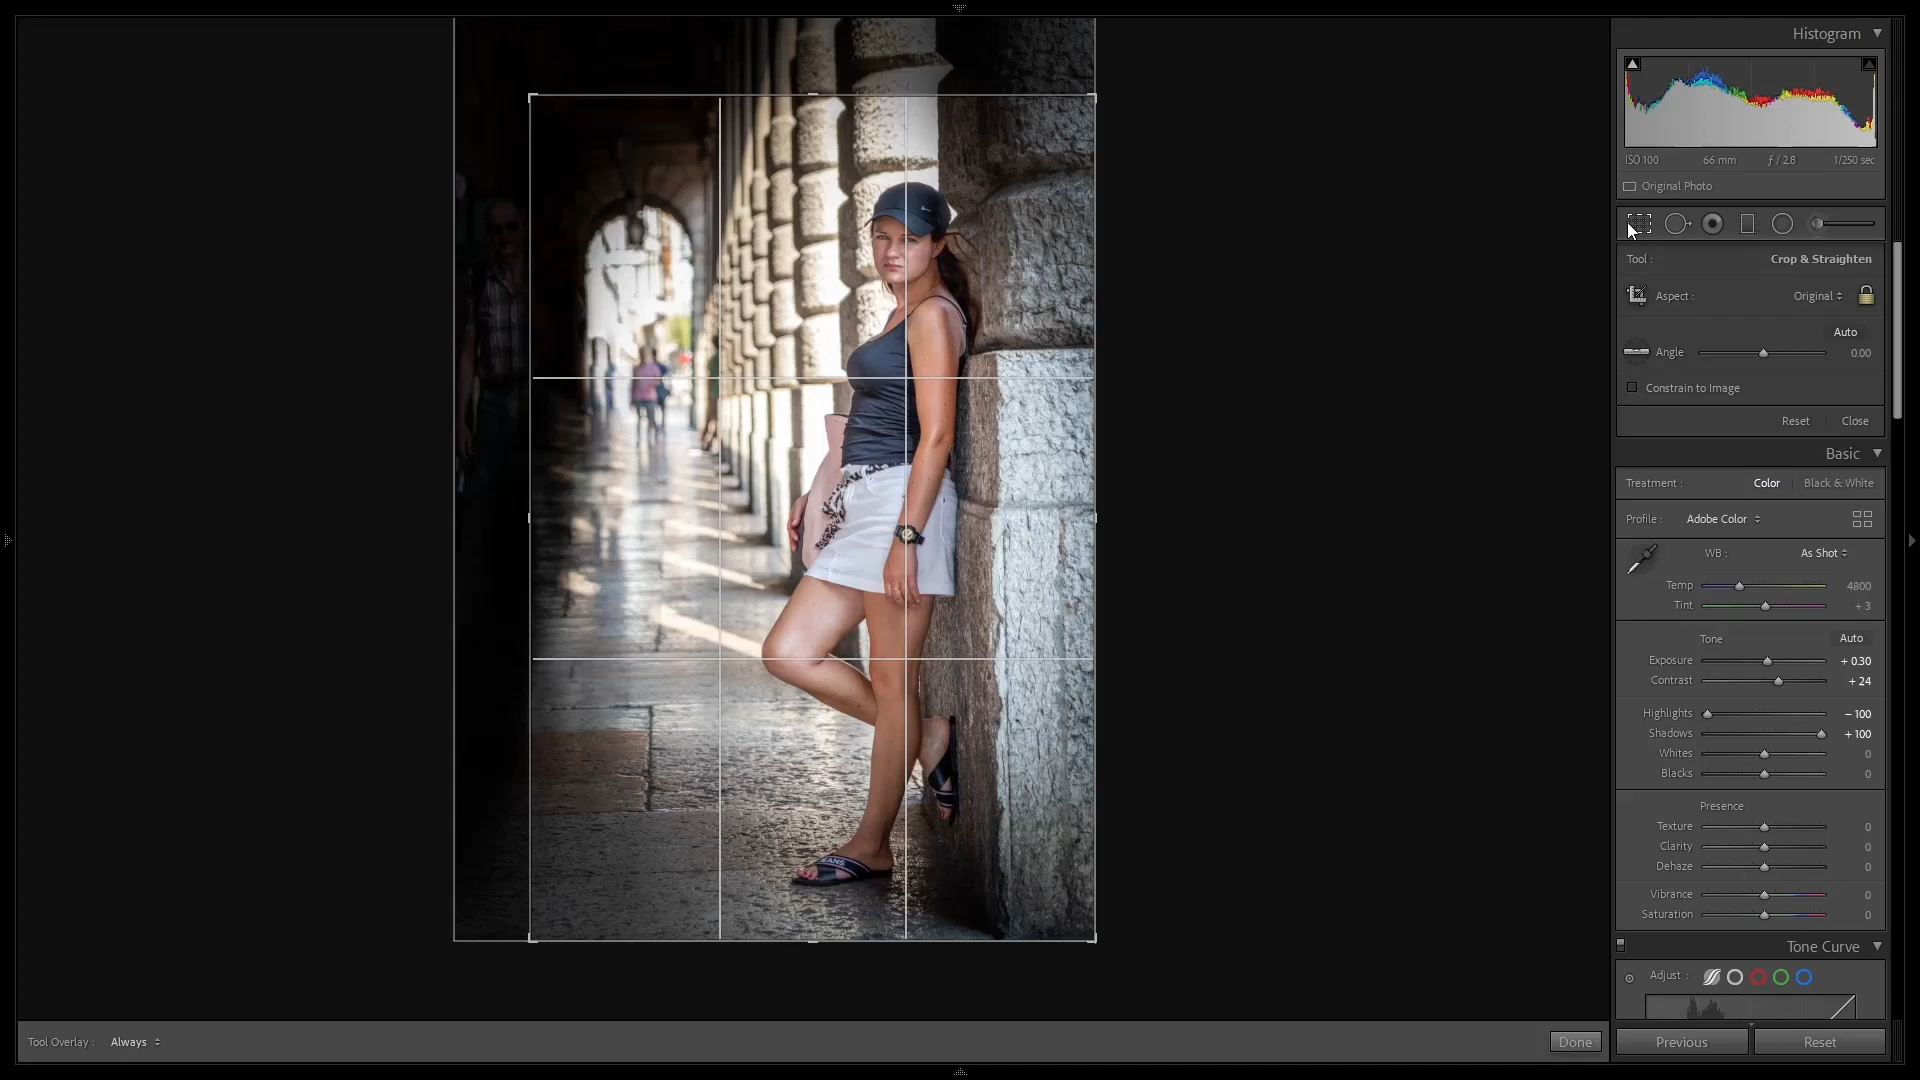 Histogram
ISO 100 66 mm ƒ / 2.8 1/250 sec
Original Photo
Tool : Crop & Straighten
Aspect : Original
Auto
Angle 0.00
Constrain to Image
Reset Close
Basic
Treatment : Color Black & White
Profile : Adobe Color
WB : As Shot
Temp 4800
Tint + 3
Tone Auto
Exposure + 0.30
Contrast + 24
Highlights – 100
Shadows + 100
Whites 0
Blacks 0
Presence
Texture 0
Clarity 0
Dehaze 0
Vibrance 0
Saturation 0
Tone Curve
Adjust :
Tool Overlay : Always
Done
Previous Reset